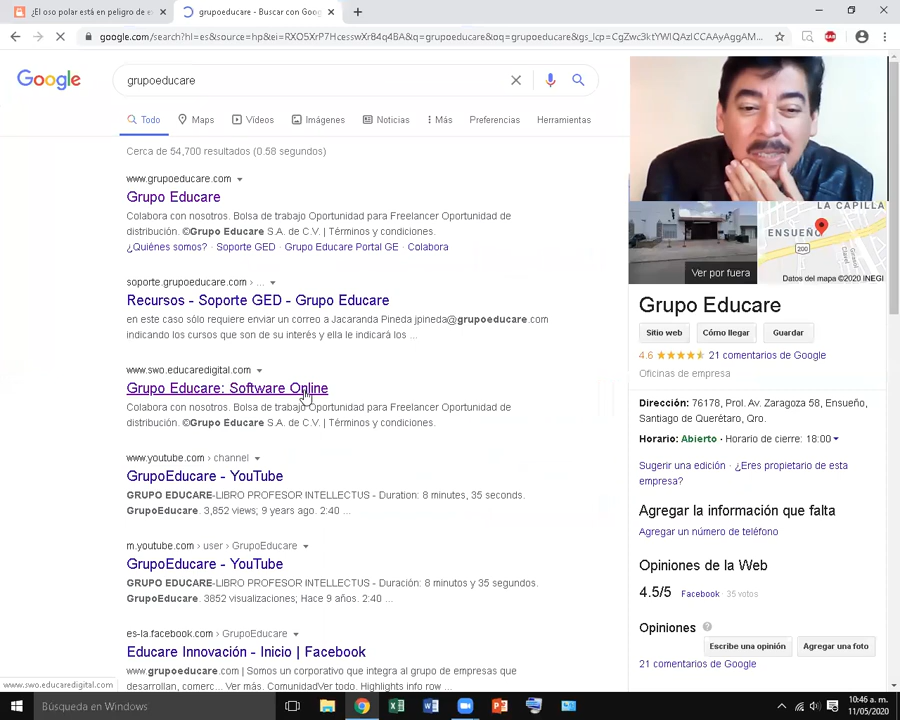 ¿El oso polar está en peligro de e
grupoeducare - Buscar con Goog
google.com/search?hl=es&source=hp&ei=RXO5XrP7HcesswXr84q4BA&q=grupoeducare&oq=grupoeducare&gs_lcp=CgZwc3ktYWIQAzICCAAyAggAM...
Google
grupoeducare
Todo
Maps
Vídeos
Imágenes
Noticias
Más
Preferencias
Herramientas
Cerca de 54,700 resultados (0.58 segundos)
www.grupoeducare.com
Grupo Educare
Colabora con nosotros. Bolsa de trabajo Oportunidad para Freelancer Oportunidad de
distribución. ©Grupo Educare S.A. de C.V. | Términos y condiciones.
¿Quiénes somos? · Soporte GED · Grupo Educare Portal GE · Colabora
soporte.grupoeducare.com › ...
Recursos - Soporte GED - Grupo Educare
en este caso sólo requiere enviar un correo a Jacaranda Pineda jpineda@grupoeducare.com
indicando los cursos que son de su interés y ella le indicará los ...
www.swo.educaredigital.com
Grupo Educare: Software Online
Colabora con nosotros. Bolsa de trabajo Oportunidad para Freelancer Oportunidad de
distribución. ©Grupo Educare S.A. de C.V. | Términos y condiciones.
www.youtube.com › channel
GrupoEducare - YouTube
GRUPO EDUCARE-LIBRO PROFESOR INTELLECTUS - Duration: 8 minutes, 35 seconds.
GrupoEducare. 3,852 views; 9 years ago. 2:40 ...
m.youtube.com › user › GrupoEducare
GrupoEducare - YouTube
GRUPO EDUCARE-LIBRO PROFESOR INTELLECTUS - Duración: 8 minutos y 35 segundos.
GrupoEducare. 3852 visualizaciones; Hace 9 años. 2:40 ...
es-la.facebook.com › GrupoEducare
Educare Innovación - Inicio | Facebook
www.grupoeducare.com | Somos un corporativo que integra al grupo de empresas que
desarrollan, comerc... Ver más. ComunidadVer todo. Highlights info row ...
www.swo.educaredigital.com
LA CAPILLA
ENSUEÑO
200
Ver por fuera
Datos del mapa ©2020 INEGI
Grupo Educare
Sitio web
Cómo llegar
Guardar
4.6
21 comentarios de Google
Oficinas de empresa
Dirección: 76178, Prol. Av. Zaragoza 58, Ensueño,
Santiago de Querétaro, Qro.
Horario: Abierto · Horario de cierre: 18:00
Sugerir una edición · ¿Eres propietario de esta
empresa?
Agregar la información que falta
Agregar un número de teléfono
Opiniones de la Web
4.5/5 Facebook · 35 votos
Opiniones
Escribe una opinión
Agregar una foto
21 comentarios de Google
Búsqueda en Windows
10:46 a. m.
11/05/2020